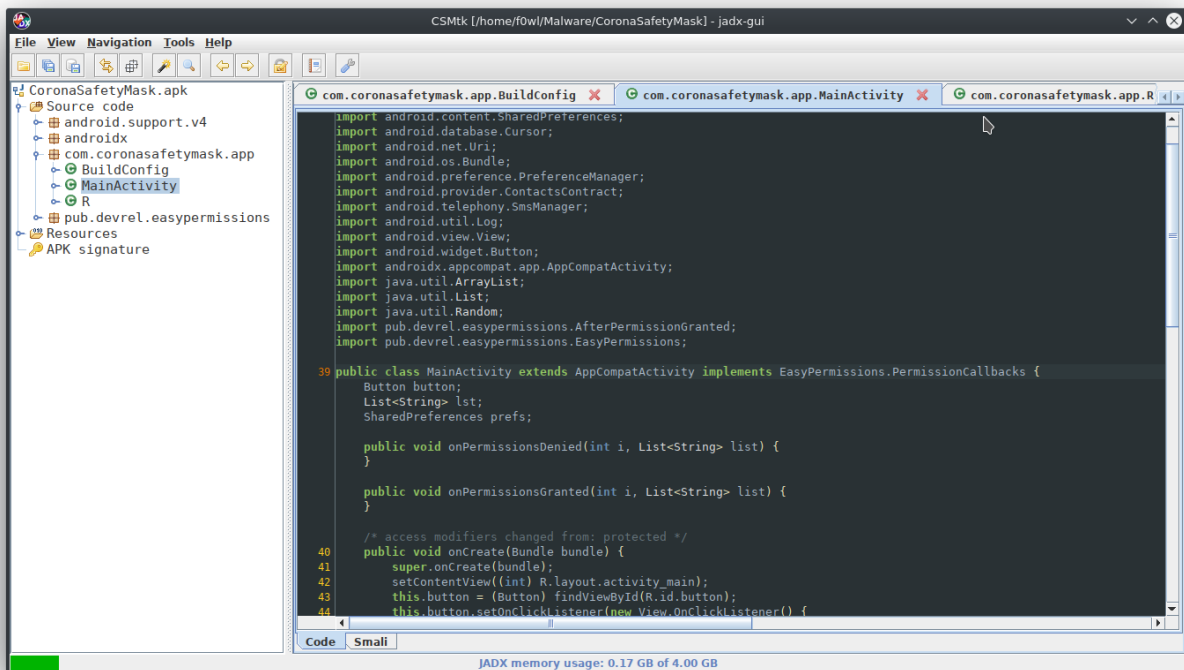 CSMtk [/home/f0wl/Malware/CoronaSafetyMask] - jadx-gui
File View Navigation Tools Help
CoronaSafetyMask.apk
Source code
android.support.v4
androidx
com.coronasafetymask.app
BuildConfig
MainActivity
R
pub.devrel.easypermissions
Resources
APK signature
com.coronasafetymask.app.BuildConfig com.coronasafetymask.app.MainActivity com.coronasafetymask.app.R
import android.content.SharedPreferences;
import android.database.Cursor;
import android.net.Uri;
import android.os.Bundle;
import android.preference.PreferenceManager;
import android.provider.ContactsContract;
import android.telephony.SmsManager;
import android.util.Log;
import android.view.View;
import android.widget.Button;
import androidx.appcompat.app.AppCompatActivity;
import java.util.ArrayList;
import java.util.List;
import java.util.Random;
import pub.devrel.easypermissions.AfterPermissionGranted;
import pub.devrel.easypermissions.EasyPermissions;
39 public class MainActivity extends AppCompatActivity implements EasyPermissions.PermissionCallbacks {
Button button;
List<String> lst;
SharedPreferences prefs;
public void onPermissionsDenied(int i, List<String> list) {
}
public void onPermissionsGranted(int i, List<String> list) {
}
/* access modifiers changed from: protected */
40 public void onCreate(Bundle bundle) {
41 super.onCreate(bundle);
42 setContentView((int) R.layout.activity_main);
43 this.button = (Button) findViewById(R.id.button);
44 this.button.setOnClickListener(new View.OnClickListener() {
Code Smali
JADX memory usage: 0.17 GB of 4.00 GB